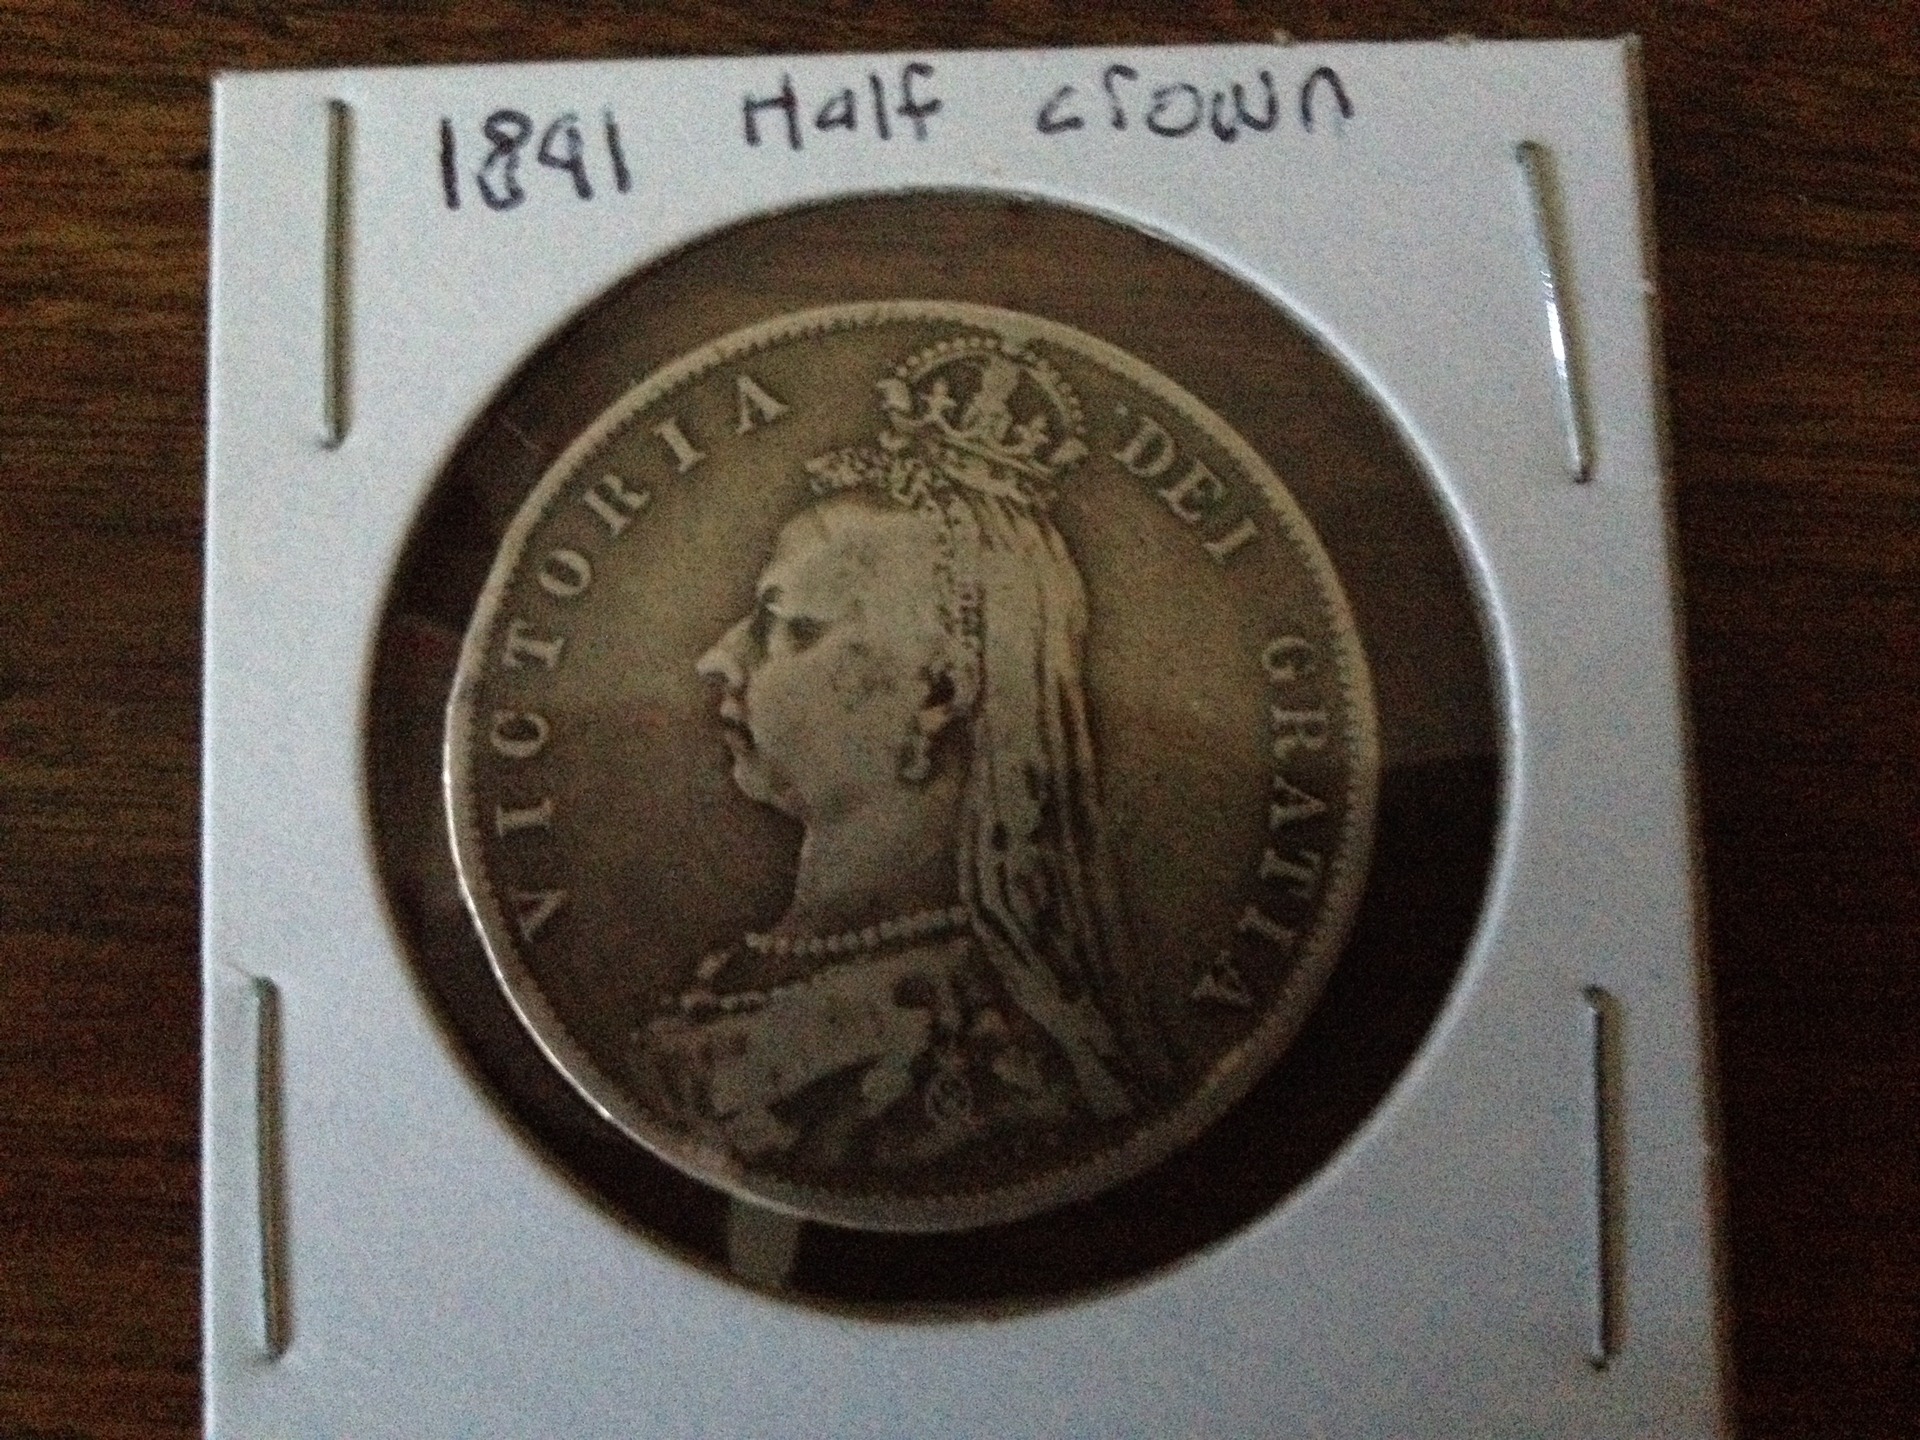 1891 Half crown
VICTORIA DEI GRATIA